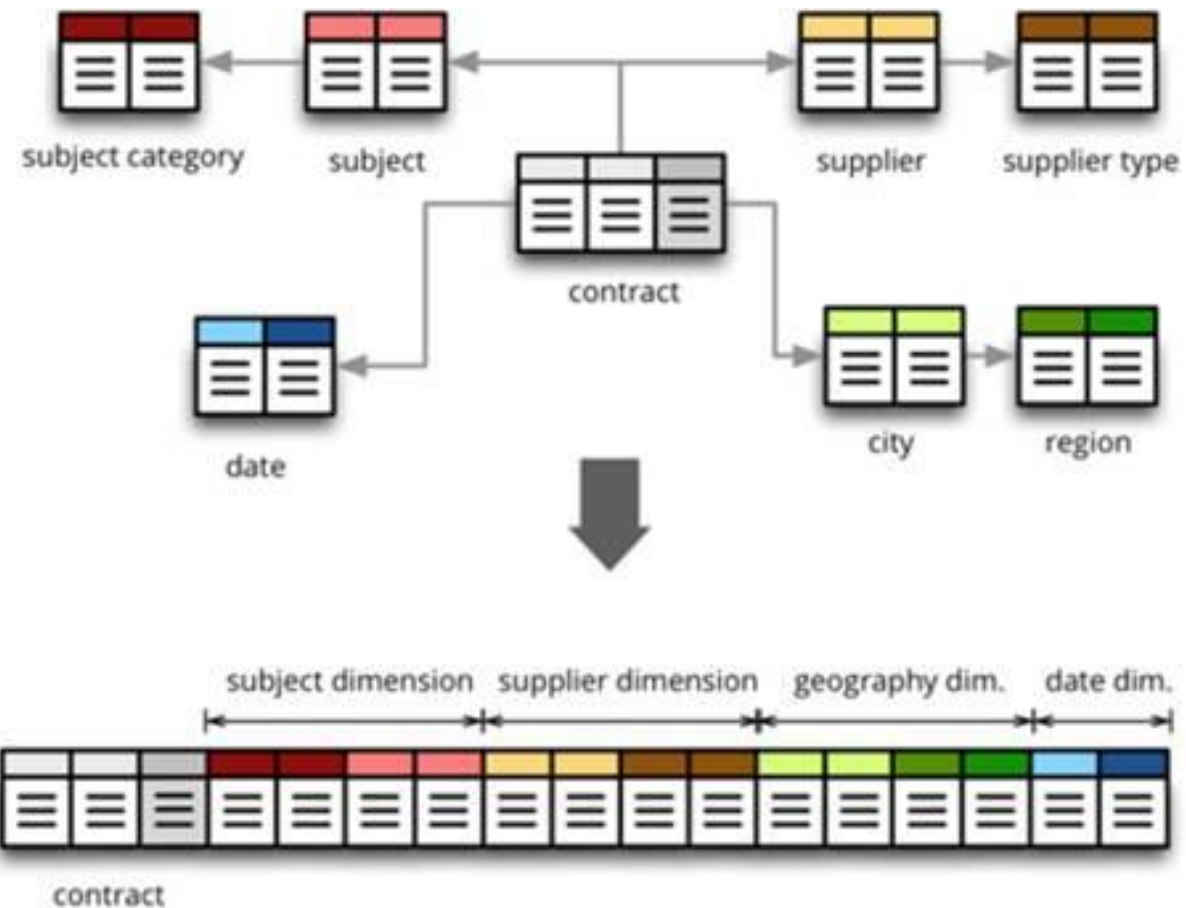 subject category
subject
supplier
supplier type
contract
date
city
region
subject dimension
supplier dimension
geography dim.
date dim.
contract